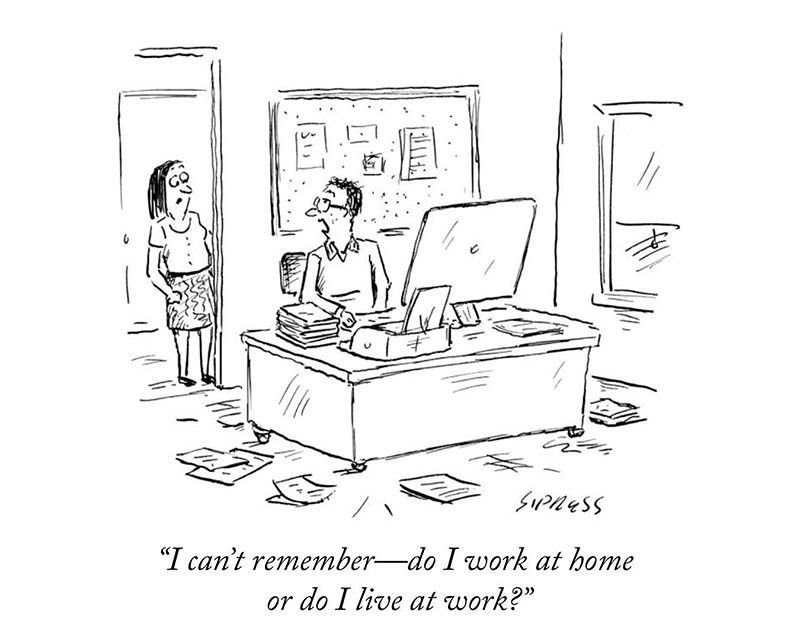 SIPRESS
“I can’t remember—do I work at home
or do I live at work?”